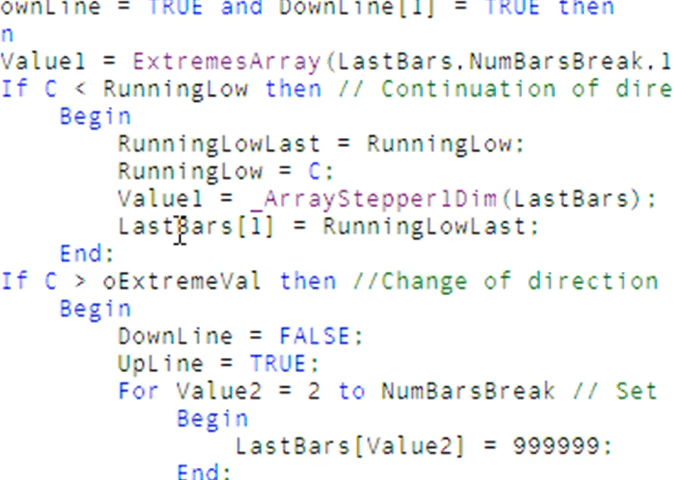 ownLine = TRUE and DownLine[1] = TRUE then
n
Value1 = ExtremesArray(LastBars,NumBarsBreak,1
If C < RunningLow then // Continuation of dire
Begin
RunningLowLast = RunningLow;
RunningLow = C;
Value1 = _ArrayStepper1Dim(LastBars);
LastBars[1] = RunningLowLast;
End;
If C > oExtremeVal then //Change of direction
Begin
DownLine = FALSE;
UpLine = TRUE;
For Value2 = 2 to NumBarsBreak // Set
Begin
LastBars[Value2] = 999999;
End;